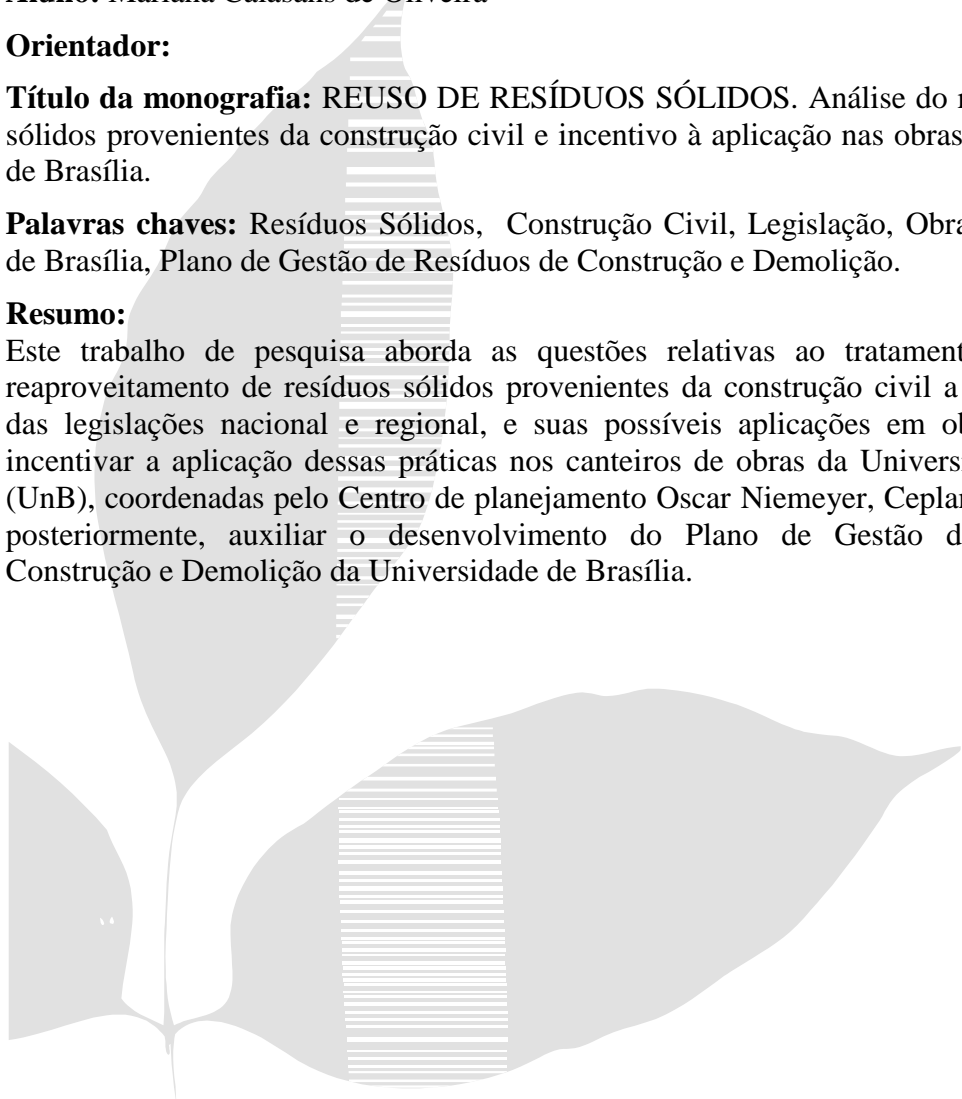 Aluno: Mariana Calasans de Oliveira
Orientador:
Título da monografia: REUSO DE RESÍDUOS SÓLIDOS. Análise do
sólidos provenientes da construção civil e incentivo à aplicação nas obras
de Brasília.
Palavras chaves: Resíduos Sólidos, Construção Civil, Legislação,
de Brasília, Plano de Gestão de Resíduos de Construção e Demolição.
Resumo:
Este trabalho de pesquisa aborda as questões relativas ao
reaproveitamento de resíduos sólidos provenientes da construção civil a
das legislações nacional e regional, e suas possíveis aplicações em
incentivar a aplicação dessas práticas nos canteiros de obras da
(UnB), coordenadas pelo Centro de planejamento Oscar Niemeyer,
posteriormente, auxiliar o desenvolvimento do Plano de Gestão
Construção e Demolição da Universidade de Brasília.